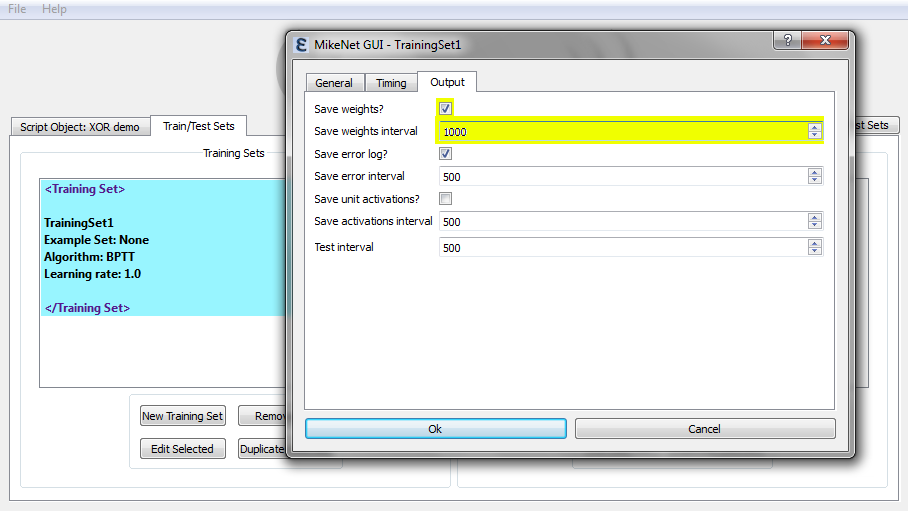 File Help
MikeNet GUI - TrainingSet1
General Timing Output
Save weights?
Save weights interval 1000
Save error log?
Save error interval 500
Save unit activations?
Save activations interval 500
Test interval 500
Ok Cancel
Script Object: XOR demo Train/Test Sets
st Sets
Training Sets
<Training Set>
TrainingSet1
Example Set: None
Algorithm: BPTT
Learning rate: 1.0
</Training Set>
New Training Set Remov
Edit Selected Duplicate